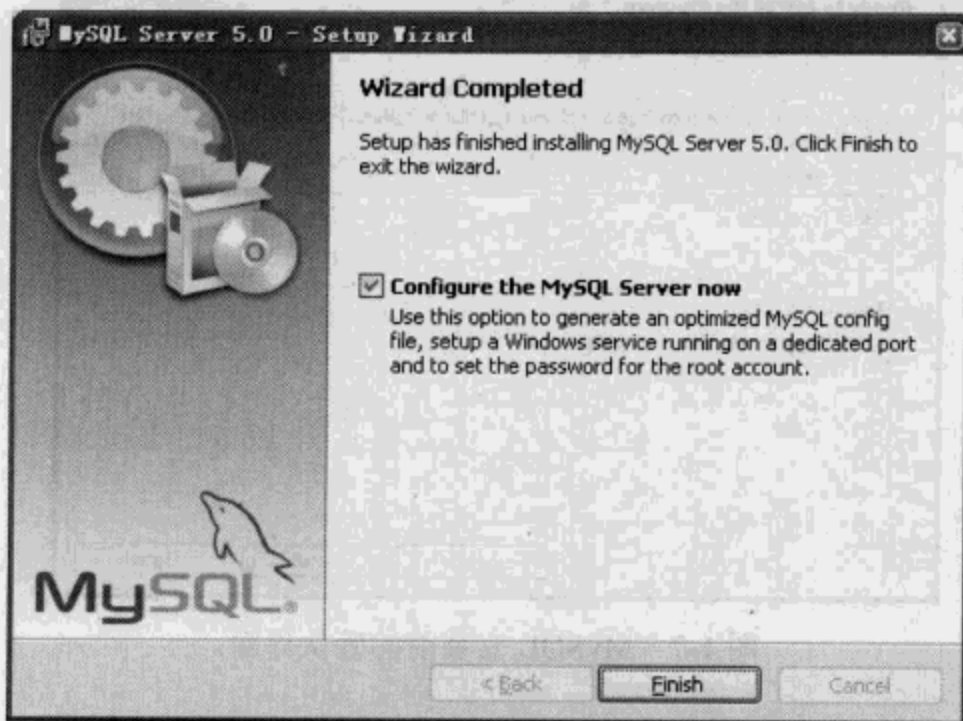 MySQL Server 5.0 - Setup Wizard
Wizard Completed
Setup has finished installing MySQL Server 5.0. Click Finish to
exit the wizard.
Configure the MySQL Server now
Use this option to generate an optimized MySQL config
file, setup a Windows service running on a dedicated port
and to set the password for the root account.
MySQL.
< Back
Finish
Cancel